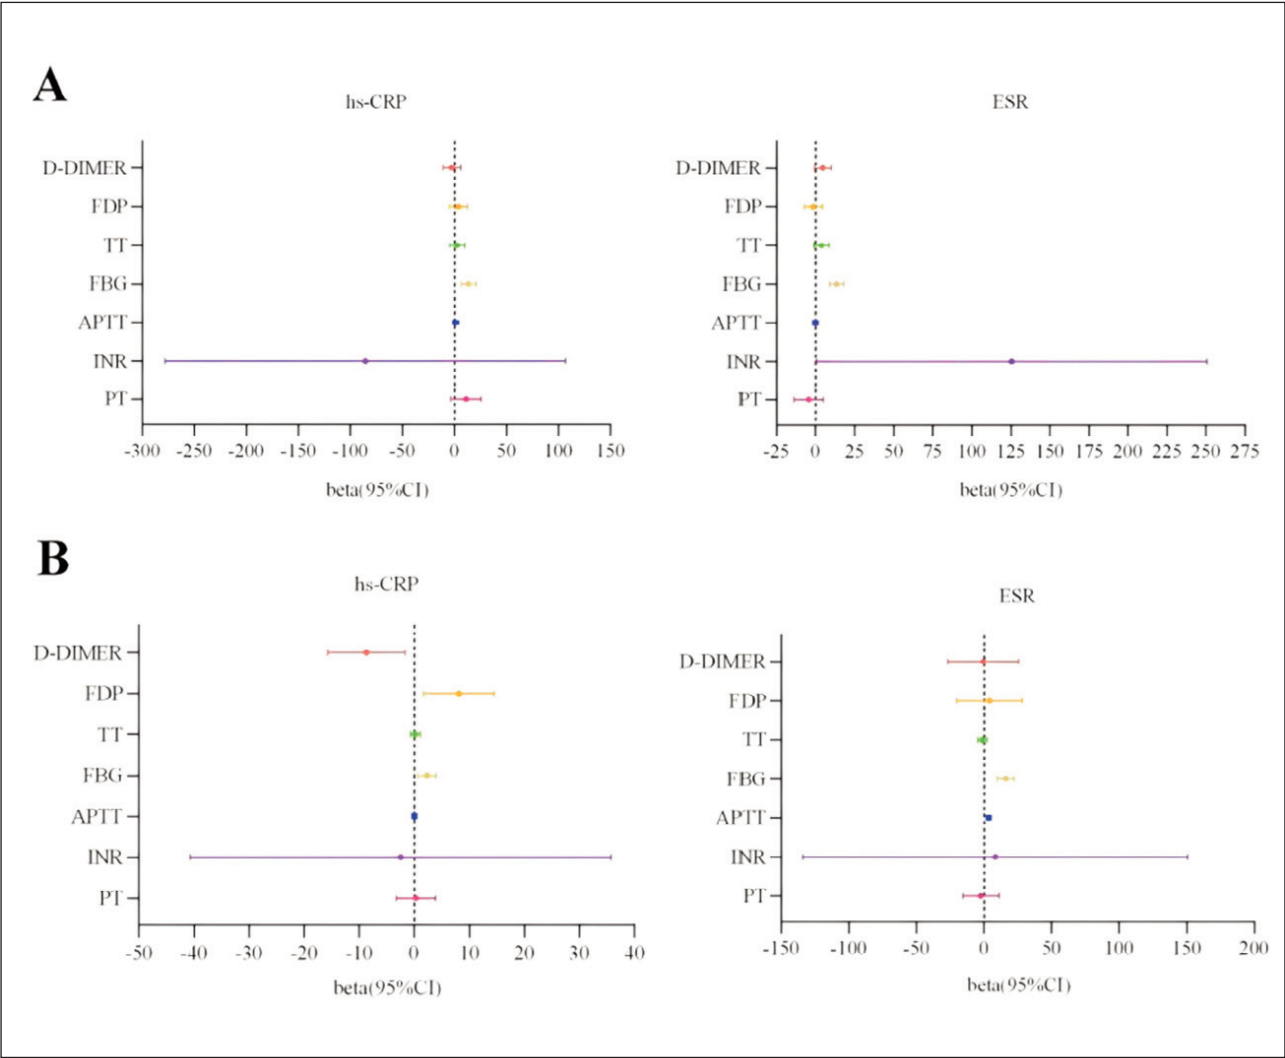 A
hs-CRP
D-DIMER
FDP
TT
FBG
APTT
INR
PT
-300 -250 -200 -150 -100 -50 0 50 100 150
beta(95%CI)
ESR
D-DIMER
FDP
TT
FBG
APTT
INR
PT
-25 0 25 50 75 100 125 150 175 200 225 250 275
beta(95%CI)
B
hs-CRP
D-DIMER
FDP
TT
FBG
APTT
INR
PT
-50 -40 -30 -20 -10 0 10 20 30 40
beta(95%CI)
ESR
D-DIMER
FDP
TT
FBG
APTT
INR
PT
-150 -100 -50 0 50 100 150 200
beta(95%CI)